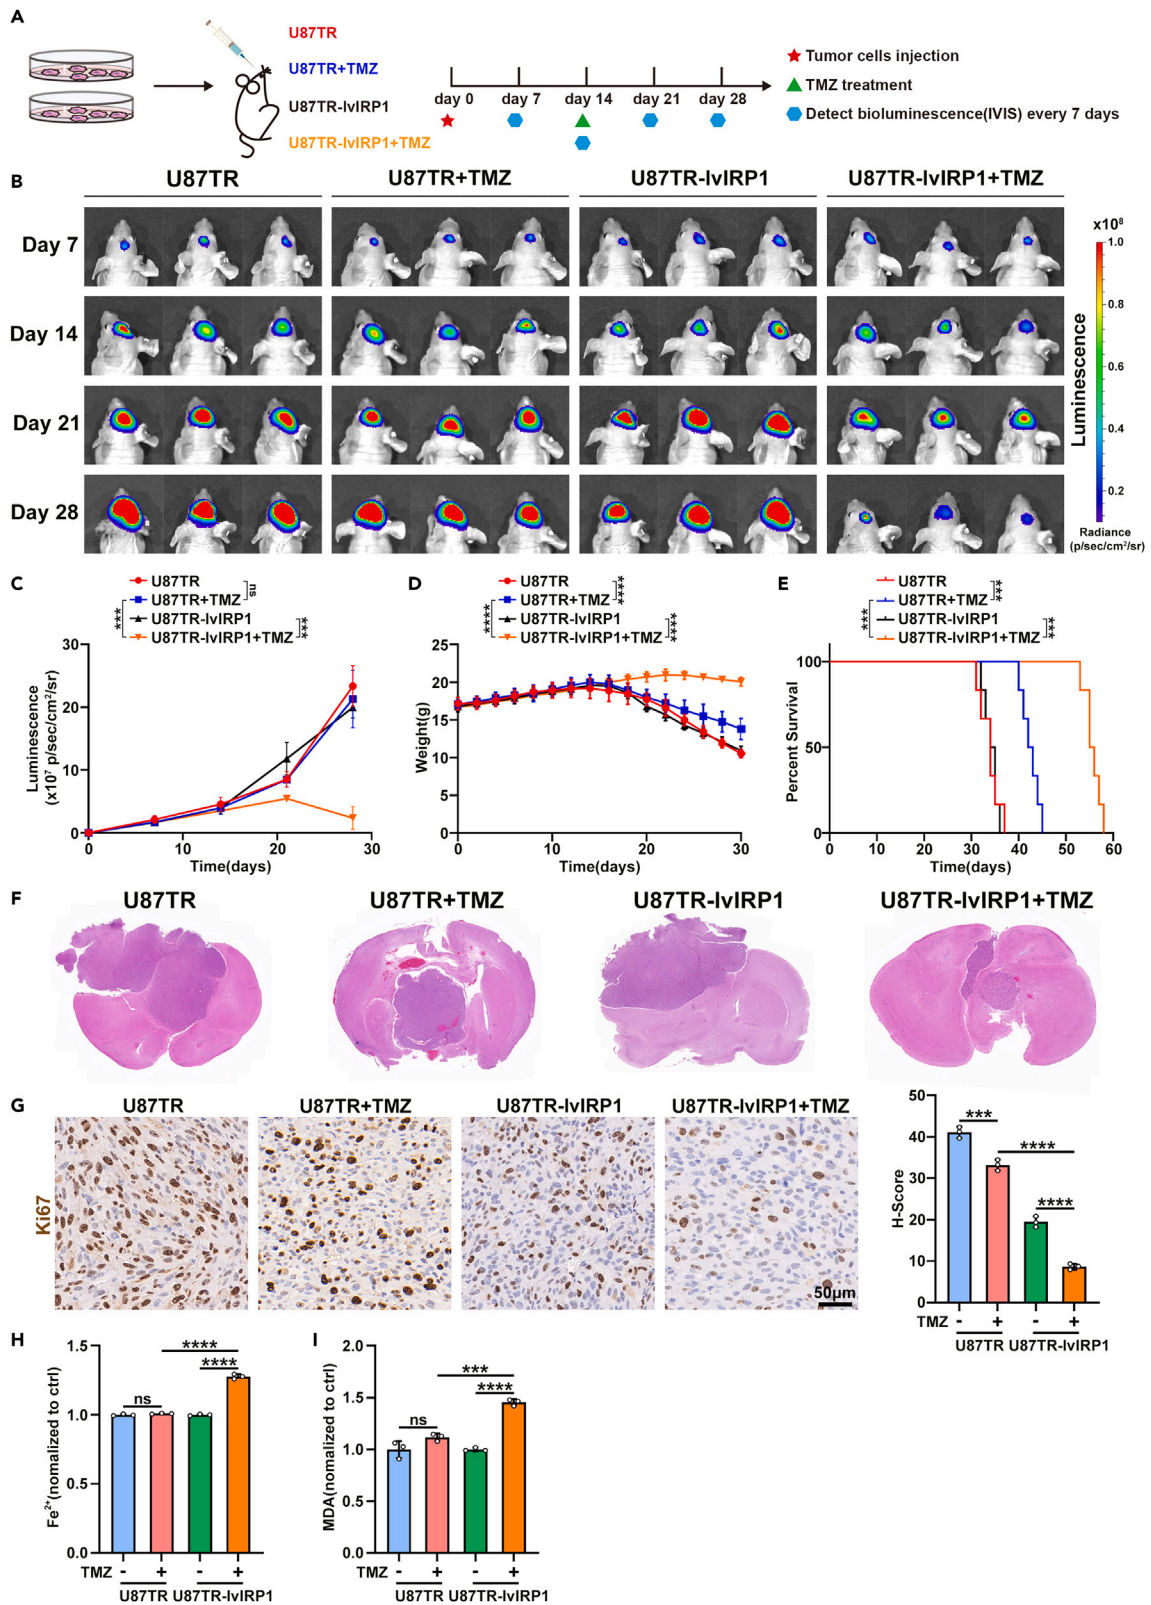 A
U87TR
U87TR+TMZ
U87TR-lvIRP1
U87TR-lvIRP1+TMZ
day 0
day 7
day 14
day 21
day 28
Tumor cells injection
TMZ treatment
Detect bioluminescence(IVIS) every 7 days
B
U87TR
U87TR+TMZ
U87TR-lvIRP1
U87TR-lvIRP1+TMZ
Day 7
Day 14
Day 21
Day 28
x10⁸
1.0
0.8
0.6
0.4
0.2
Luminescence
Radiance
(p/sec/cm²/sr)
C
U87TR
U87TR+TMZ
U87TR-lvIRP1
U87TR-lvIRP1+TMZ
ns
***
***
30
20
10
0
Luminescence
(x10⁷ p/sec/cm²/sr)
0
10
20
30
Time(days)
D
U87TR
U87TR+TMZ
U87TR-lvIRP1
U87TR-lvIRP1+TMZ
****
****
****
25
20
15
10
5
0
Weight(g)
0
10
20
30
Time(days)
E
U87TR
U87TR+TMZ
U87TR-lvIRP1
U87TR-lvIRP1+TMZ
***
***
***
100
50
0
Percent Survival
0
10
20
30
40
50
60
Time(days)
F
U87TR
U87TR+TMZ
U87TR-lvIRP1
U87TR-lvIRP1+TMZ
G
U87TR
U87TR+TMZ
U87TR-lvIRP1
U87TR-lvIRP1+TMZ
Ki67
50μm
50
40
30
20
10
0
H-Score
***
****
****
TMZ - + - +
U87TR U87TR-lvIRP1
H
1.5
1.0
0.5
0.0
Fe²⁺(nomalized to ctrl)
ns
****
****
TMZ - + - +
U87TR U87TR-lvIRP1
I
2.0
1.5
1.0
0.5
0.0
MDA(nomalized to ctrl)
ns
***
****
TMZ - + - +
U87TR U87TR-lvIRP1